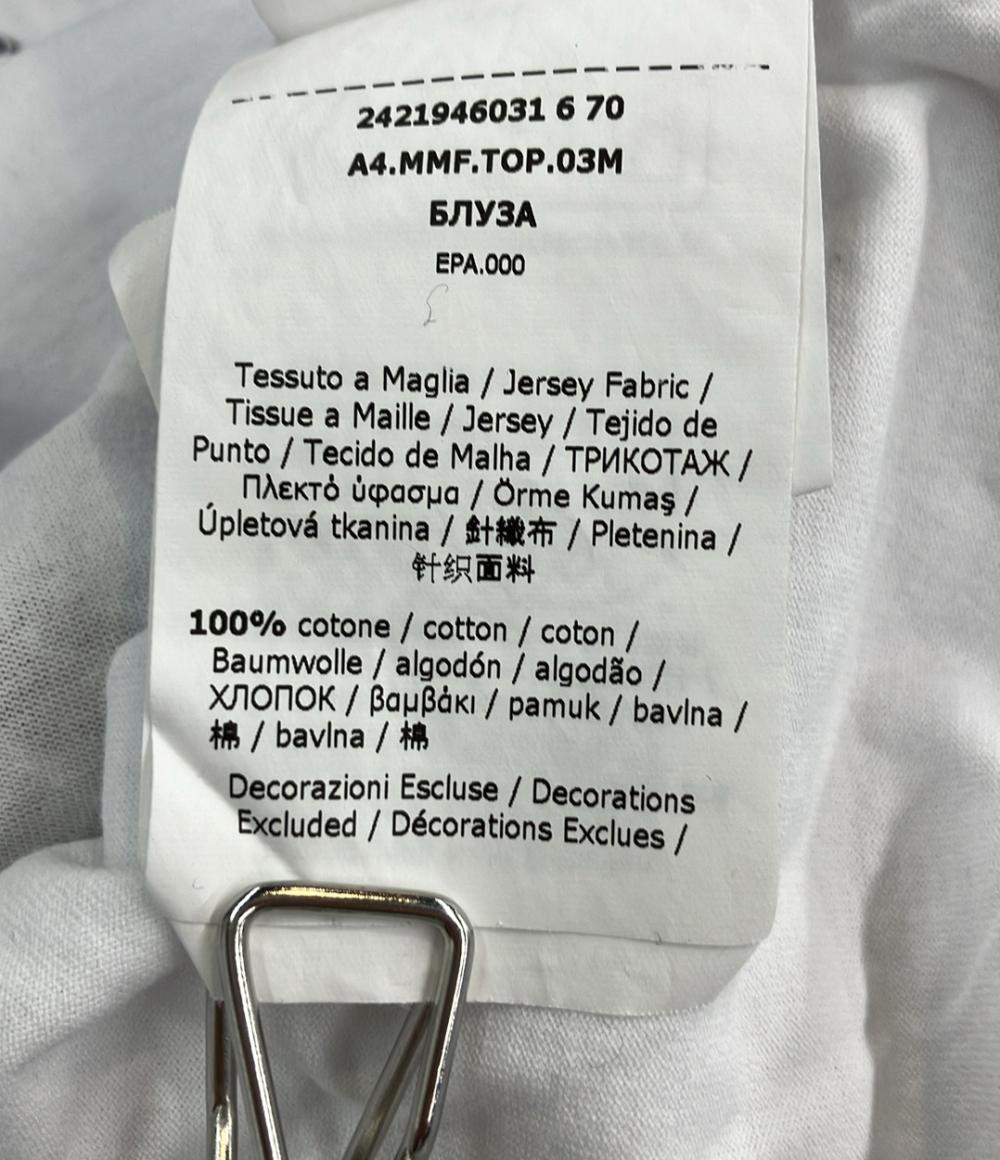 2421946031 6 70
A4.MMF.TOP.03M
БЛУЗА
EPA.000
Tessuto a Maglia / Jersey Fabric /
Tissue a Maille / Jersey / Tejido de
Punto / Tecido de Malha / ТРИКОТАЖ /
Πλεκτό ύφασμα / Örme Kumaş /
Úpletová tkanina / 針織布 / Pletenina /
针织面料
100% cotone / cotton / coton /
Baumwolle / algodón / algodão /
ХЛОПОК / βαμβάκι / pamuk / bavlna /
棉 / bavlna / 棉
Decorazioni Escluse / Decorations
Excluded / Décorations Exclues /